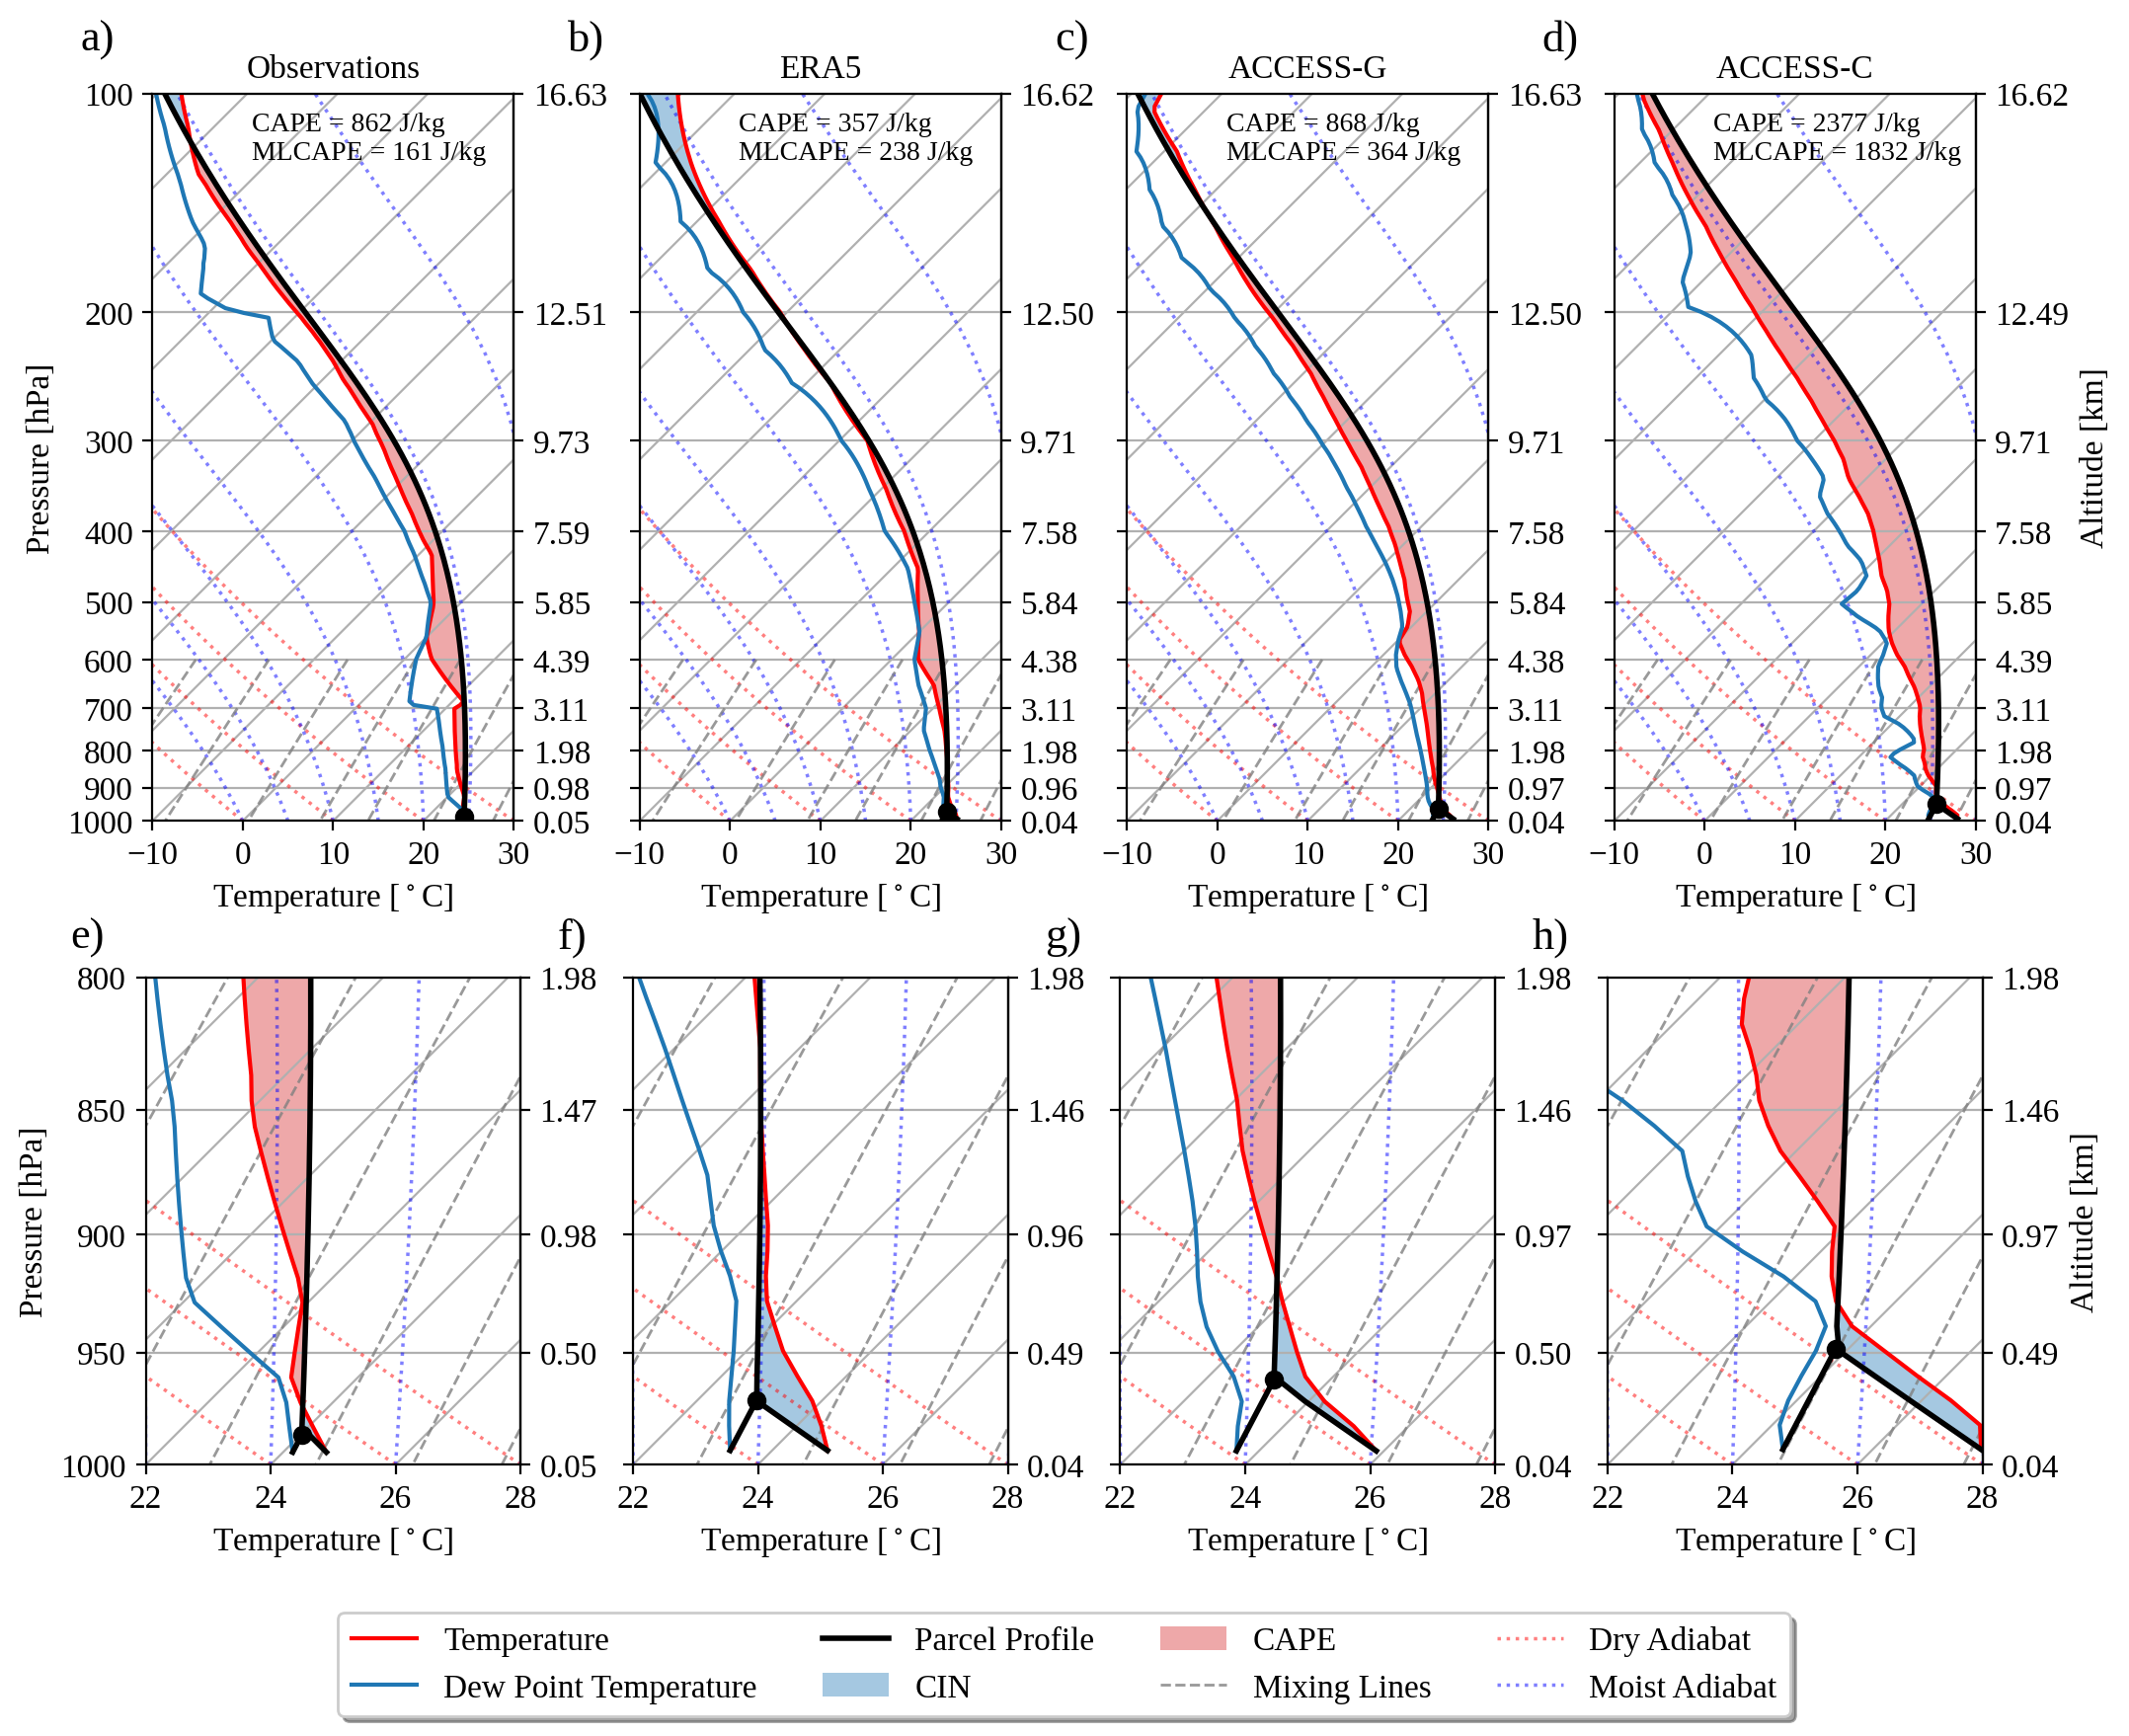 a) b) c) d)
Observations ERA5 ACCESS-G ACCESS-C
CAPE = 862 J/kg
MLCAPE = 161 J/kg
CAPE = 357 J/kg
MLCAPE = 238 J/kg
CAPE = 868 J/kg
MLCAPE = 364 J/kg
CAPE = 2377 J/kg
MLCAPE = 1832 J/kg
100 16.63 16.62 16.63 16.62
200 12.51 12.50 12.50 12.49
300 9.73 9.71 9.71 9.71
400 7.59 7.58 7.58 7.58
500 5.85 5.84 5.84 5.85
600 4.39 4.38 4.38 4.39
700 3.11 3.11 3.11 3.11
800 1.98 1.98 1.98 1.98
900 0.98 0.96 0.97 0.97
1000 0.05 0.04 0.04 0.04
Pressure [hPa]
Altitude [km]
−10 0 10 20 30 −10 0 10 20 30 −10 0 10 20 30 −10 0 10 20 30
Temperature [°C] Temperature [°C] Temperature [°C] Temperature [°C]
e) f) g) h)
800 1.98 1.98 1.98 1.98
850 1.47 1.46 1.46 1.46
900 0.98 0.96 0.97 0.97
950 0.50 0.49 0.50 0.49
1000 0.05 0.04 0.04 0.04
Pressure [hPa]
Altitude [km]
22 24 26 28 22 24 26 28 22 24 26 28 22 24 26 28
Temperature [°C] Temperature [°C] Temperature [°C] Temperature [°C]
Temperature Parcel Profile CAPE Dry Adiabat
Dew Point Temperature CIN Mixing Lines Moist Adiabat